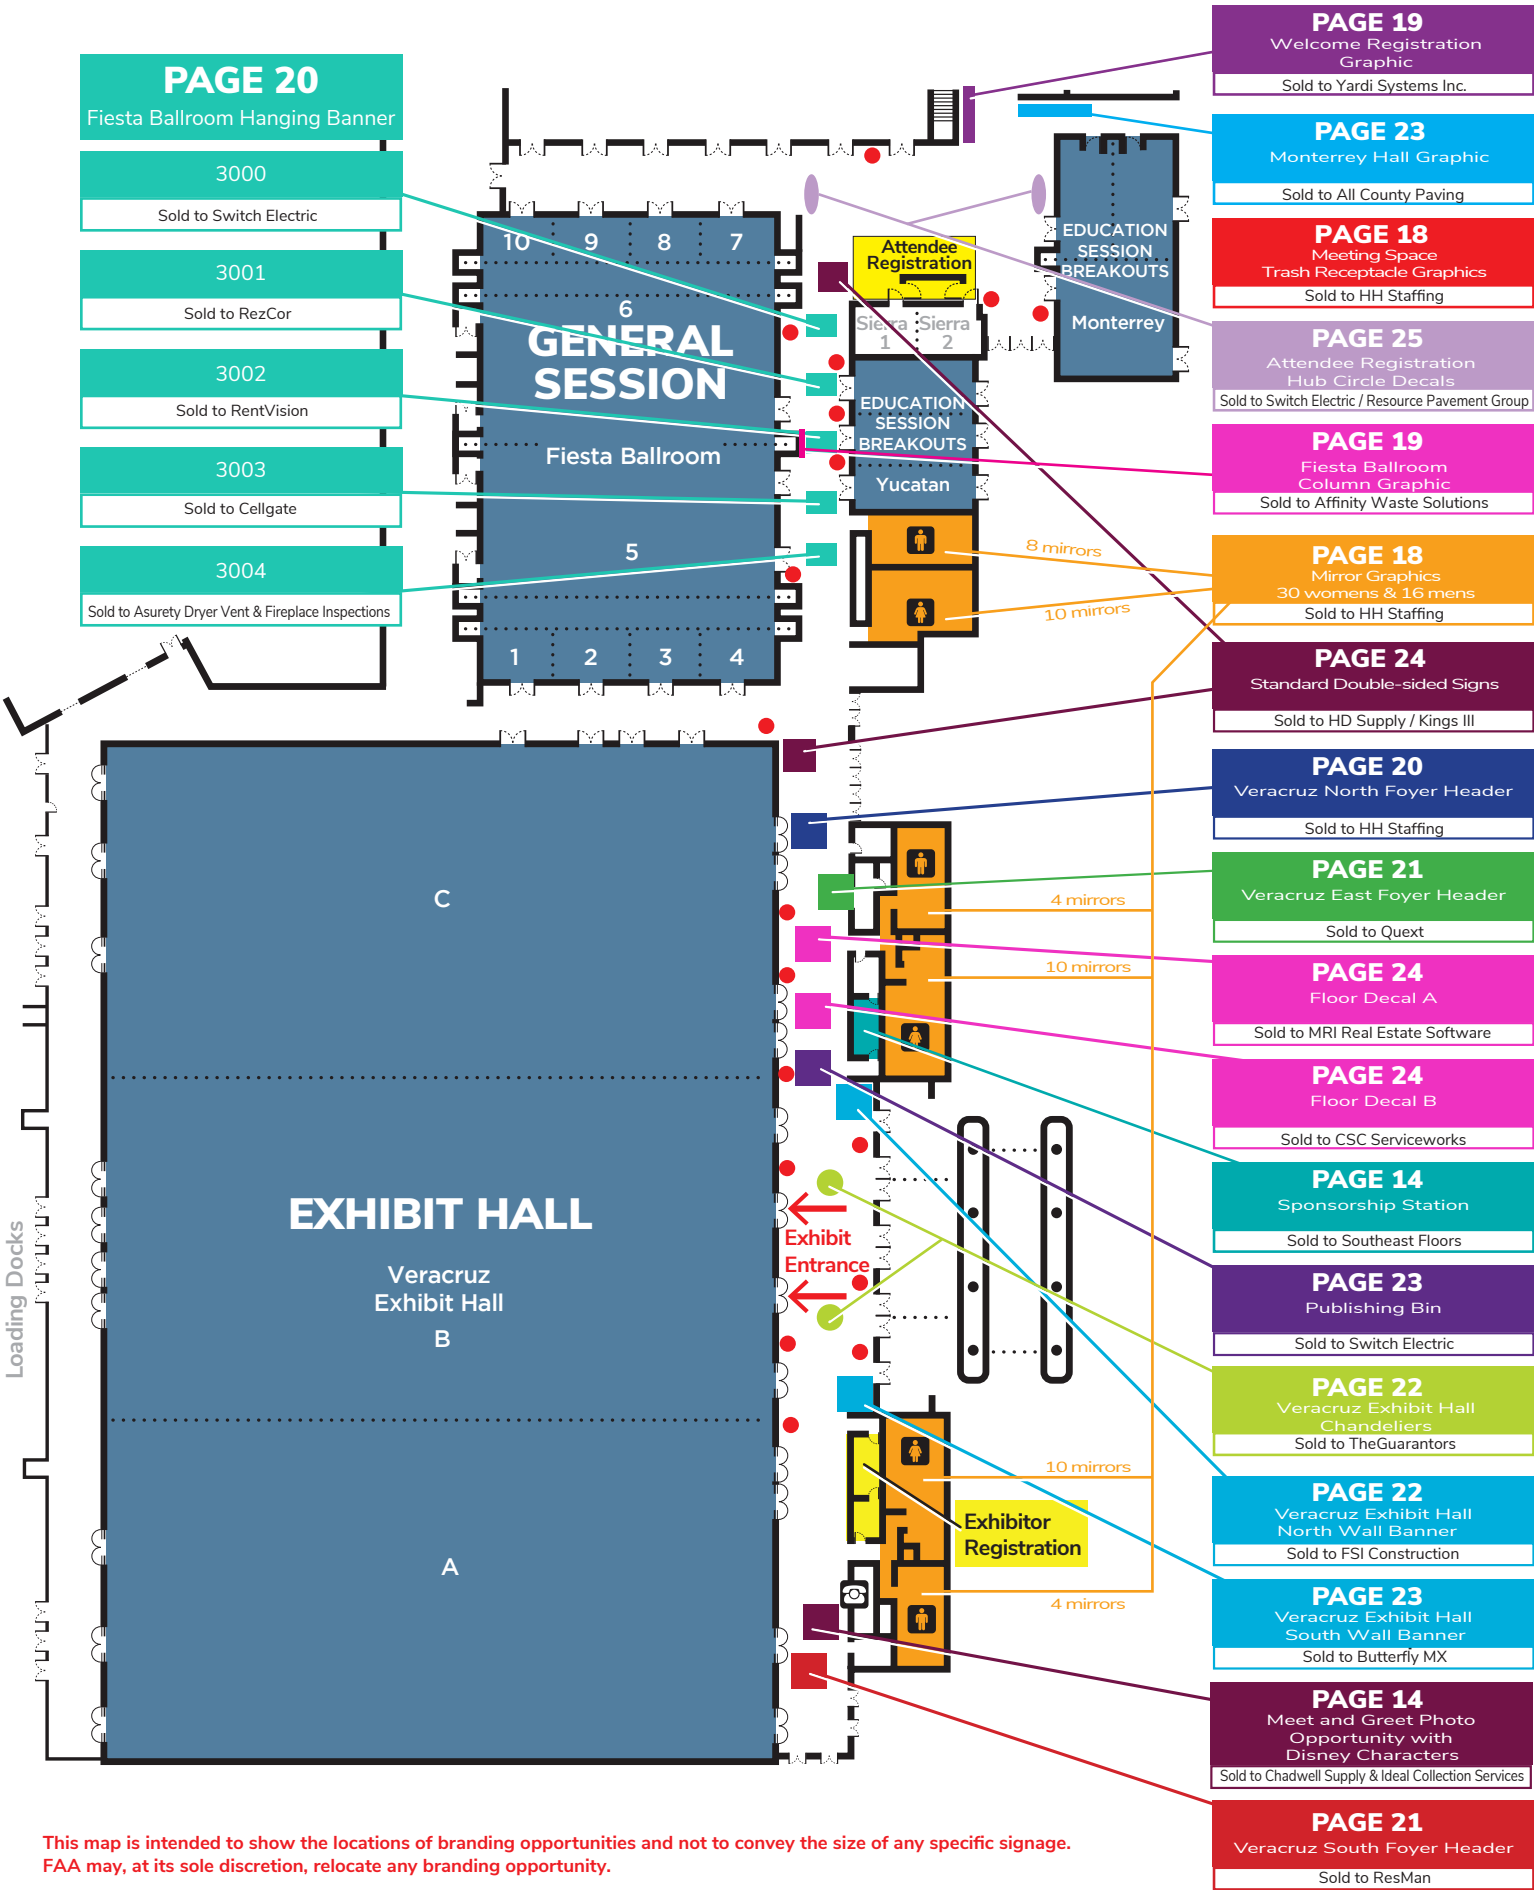 PAGE 20
Fiesta Ballroom Hanging Banner
3000
Sold to Switch Electric
3001
Sold to RezCor
3002
Sold to RentVision
3003
Sold to Cellgate
3004
Sold to Asurety Dryer Vent & Fireplace Inspections
10 9 8 7
6
GENERAL
SESSION
Fiesta Ballroom
5
1 2 3 4
Attendee
Registration
Sierra
1
Sierra
2
EDUCATION
SESSION
BREAKOUTS
Yucatan
EDUCATION
SESSION
BREAKOUTS
Monterrey
8 mirrors
10 mirrors
C
4 mirrors
10 mirrors
EXHIBIT HALL
Veracruz
Exhibit Hall
B
Exhibit
Entrance
Loading Docks
A
10 mirrors
Exhibitor
Registration
4 mirrors
PAGE 19
Welcome Registration
Graphic
Sold to Yardi Systems Inc.
PAGE 23
Monterrey Hall Graphic
Sold to All County Paving
PAGE 18
Meeting Space
Trash Receptacle Graphics
Sold to HH Staffing
PAGE 25
Attendee Registration
Hub Circle Decals
Sold to Switch Electric / Resource Pavement Group
PAGE 19
Fiesta Ballroom
Column Graphic
Sold to Affinity Waste Solutions
PAGE 18
Mirror Graphics
30 womens & 16 mens
Sold to HH Staffing
PAGE 24
Standard Double-sided Signs
Sold to HD Supply / Kings III
PAGE 20
Veracruz North Foyer Header
Sold to HH Staffing
PAGE 21
Veracruz East Foyer Header
Sold to Quext
PAGE 24
Floor Decal A
Sold to MRI Real Estate Software
PAGE 24
Floor Decal B
Sold to CSC Serviceworks
PAGE 14
Sponsorship Station
Sold to Southeast Floors
PAGE 23
Publishing Bin
Sold to Switch Electric
PAGE 22
Veracruz Exhibit Hall
Chandeliers
Sold to TheGuarantors
PAGE 22
Veracruz Exhibit Hall
North Wall Banner
Sold to FSI Construction
PAGE 23
Veracruz Exhibit Hall
South Wall Banner
Sold to Butterfly MX
PAGE 14
Meet and Greet Photo
Opportunity with
Disney Characters
Sold to Chadwell Supply & Ideal Collection Services
PAGE 21
Veracruz South Foyer Header
Sold to ResMan
This map is intended to show the locations of branding opportunities and not to convey the size of any specific signage.
FAA may, at its sole discretion, relocate any branding opportunity.